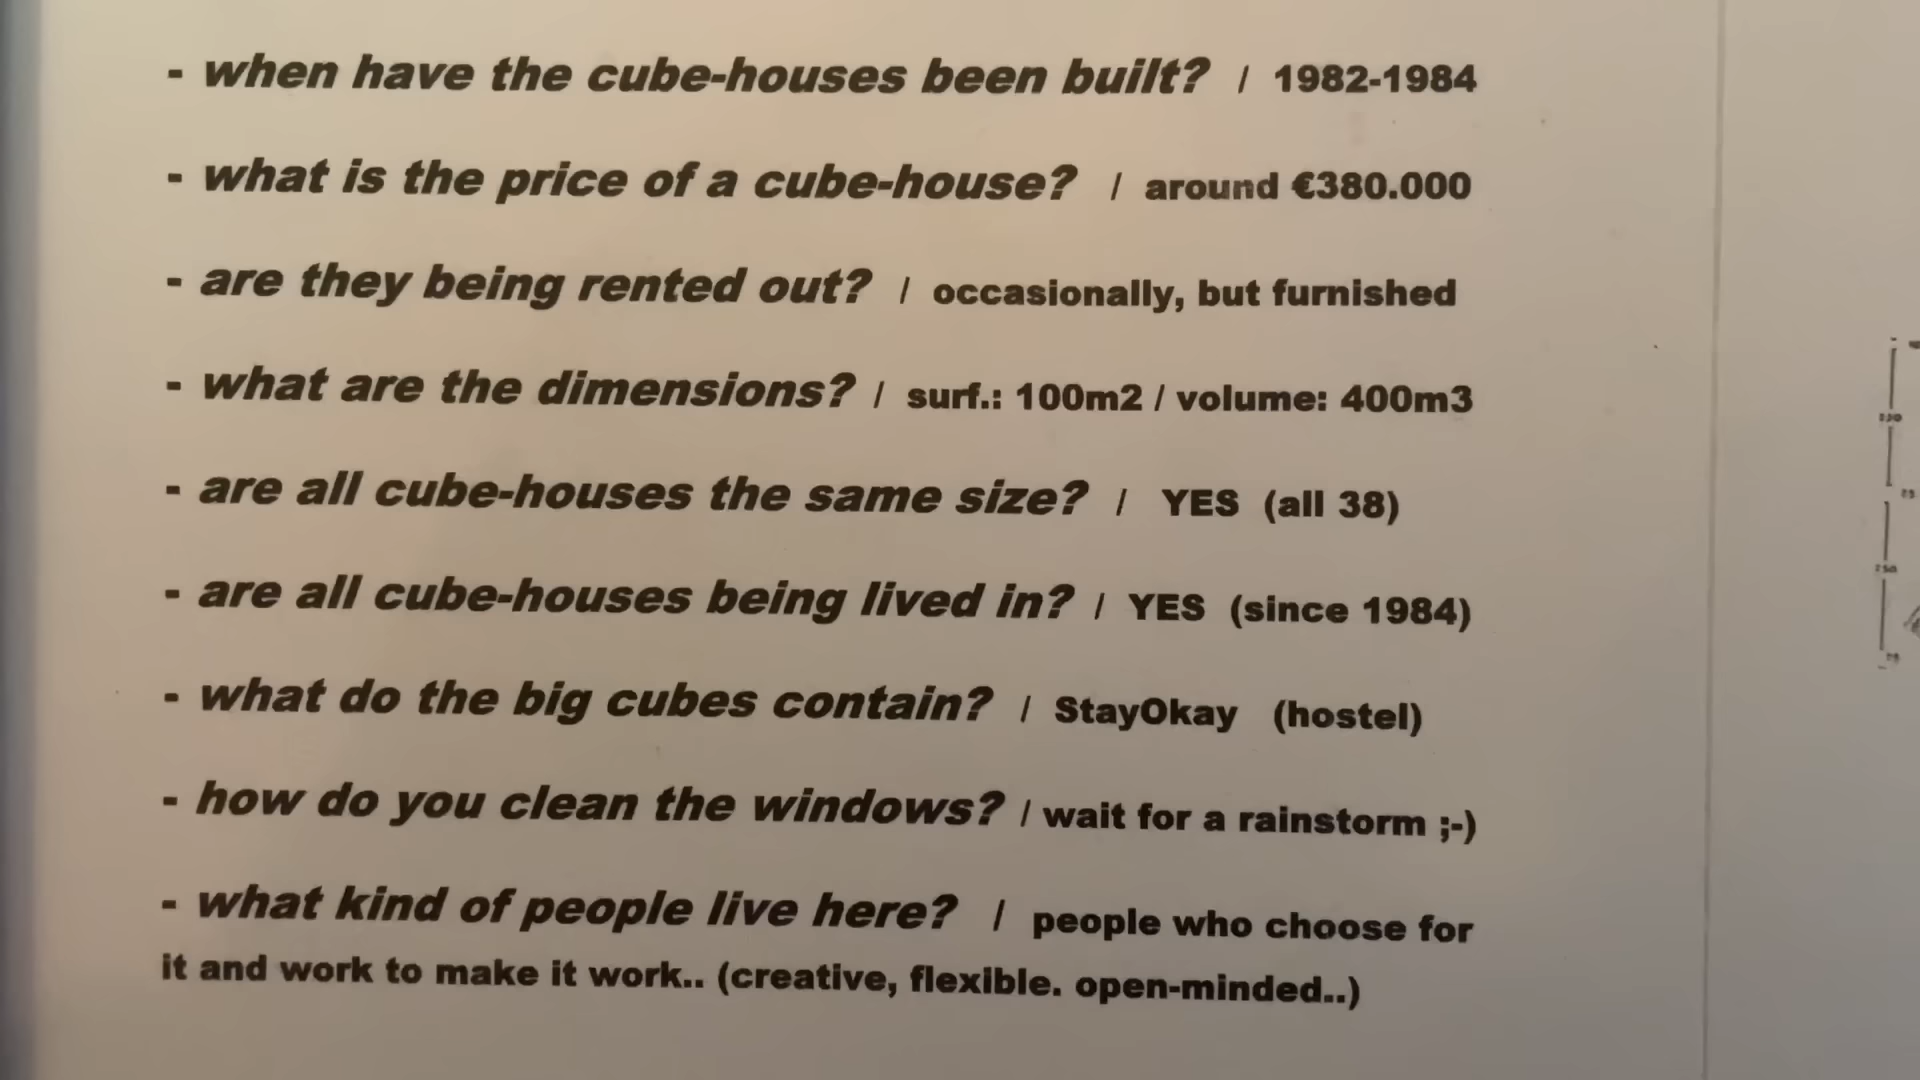 - when have the cube-houses been built? / 1982-1984
- what is the price of a cube-house? / around €380.000
- are they being rented out? / occasionally, but furnished
- what are the dimensions? / surf.: 100m2 / volume: 400m3
- are all cube-houses the same size? / YES (all 38)
- are all cube-houses being lived in? / YES (since 1984)
- what do the big cubes contain? / StayOkay (hostel)
- how do you clean the windows? / wait for a rainstorm ;-)
- what kind of people live here? / people who choose for
it and work to make it work.. (creative, flexible. open-minded..)